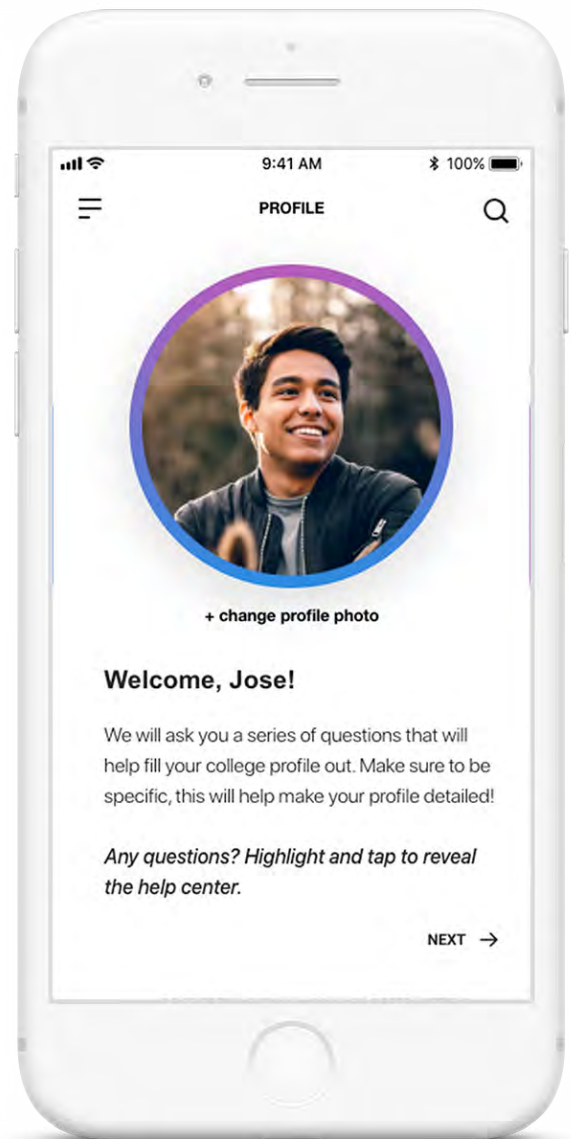 9:41 AM
100%
PROFILE
+ change profile photo
Welcome, Jose!
We will ask you a series of questions that will
help fill your college profile out. Make sure to be
specific, this will help make your profile detailed!
Any questions? Highlight and tap to reveal
the help center.
NEXT